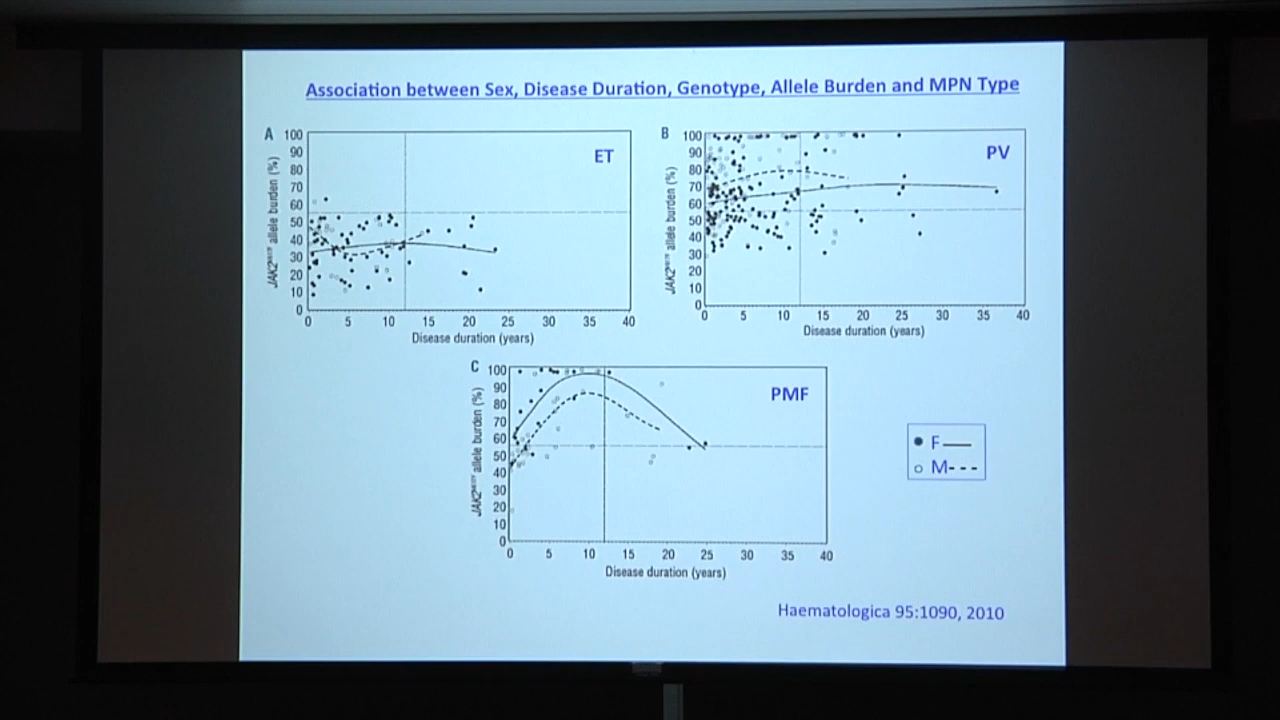 Association between Sex, Disease Duration, Genotype, Allele Burden and MPN Type
A
100
90
80
70
60
50
40
30
20
10
0
JAK2 allele burden (%)
ET
0 5 10 15 20 25 30 35 40
Disease duration (years)
B
100
90
80
70
60
50
40
30
20
10
0
JAK2 allele burden (%)
PV
0 5 10 15 20 25 30 35 40
Disease duration (years)
C
100
90
80
70
60
50
40
30
20
10
0
JAK2 allele burden (%)
PMF
0 5 10 15 20 25 30 35 40
Disease duration (years)
F
M
Haematologica 95:1090, 2010